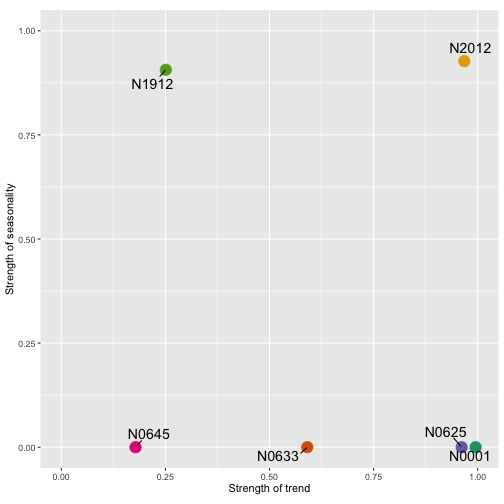 1.00
0.75
0.50
0.25
0.00
Strength of seasonality
N2012
N1912
N0645
N0633
N0625
N0001
0.00
0.25
0.50
0.75
1.00
Strength of trend